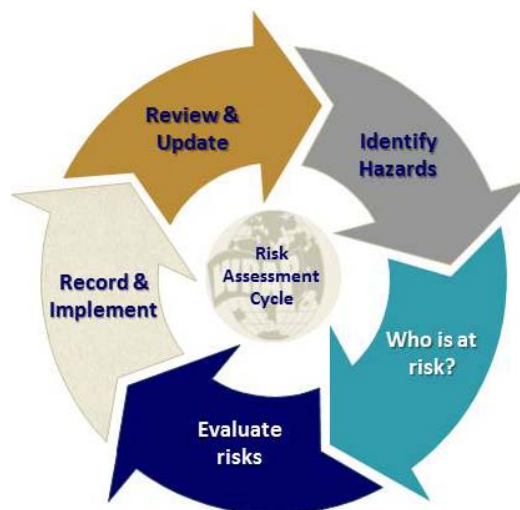 Review &
Update
Identify
Hazards
Who is at
risk?
Evaluate
risks
Record &
Implement
Risk
Assessment
Cycle